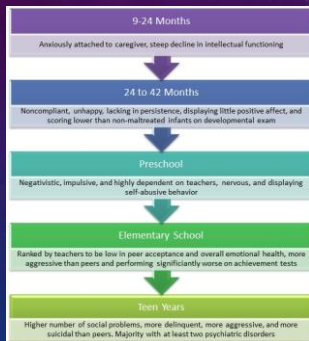 9-24 Months
Anxiously attached to caregiver, steep decline in intellectual functioning
24 to 42 Months
Noncompliant, unhappy, lacking in persistence, displaying little positive affect, and
scoring lower than non-maltreated infants on developmental exam
Preschool
Negativistic, impulsive, and highly dependent on teachers, nervous, and displaying
self-abusive behavior
Elementary School
Ranked by teachers to be low in peer acceptance and overall emotional health, more
aggressive than peers and performing significantly worse on achievement tests
Teen Years
Higher number of social problems, more delinquent, more aggressive, and more
suicidal than peers. Majority with at least two psychiatric disorders